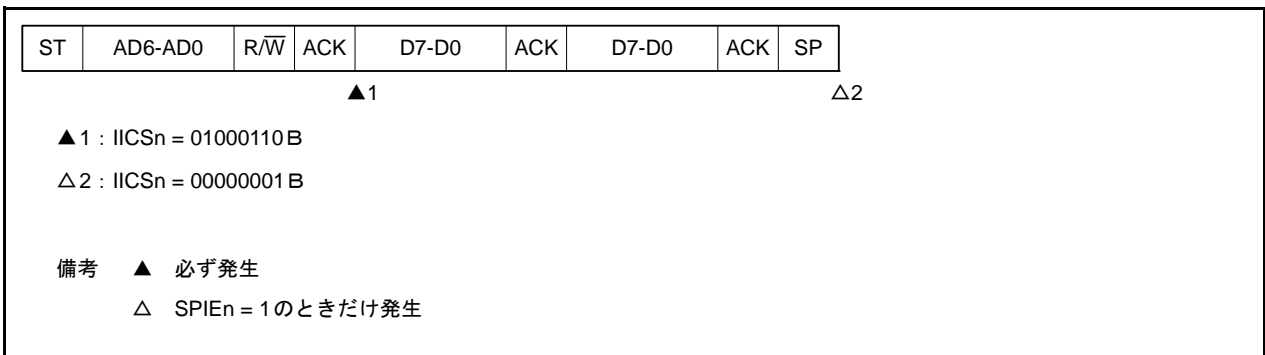 ST AD6-AD0 R/W̅ ACK D7-D0 ACK D7-D0 ACK SP
▲1 △2
▲1：IICSn = 01000110B
△2：IICSn = 00000001B
備考 ▲ 必ず発生
△ SPIEn = 1のときだけ発生